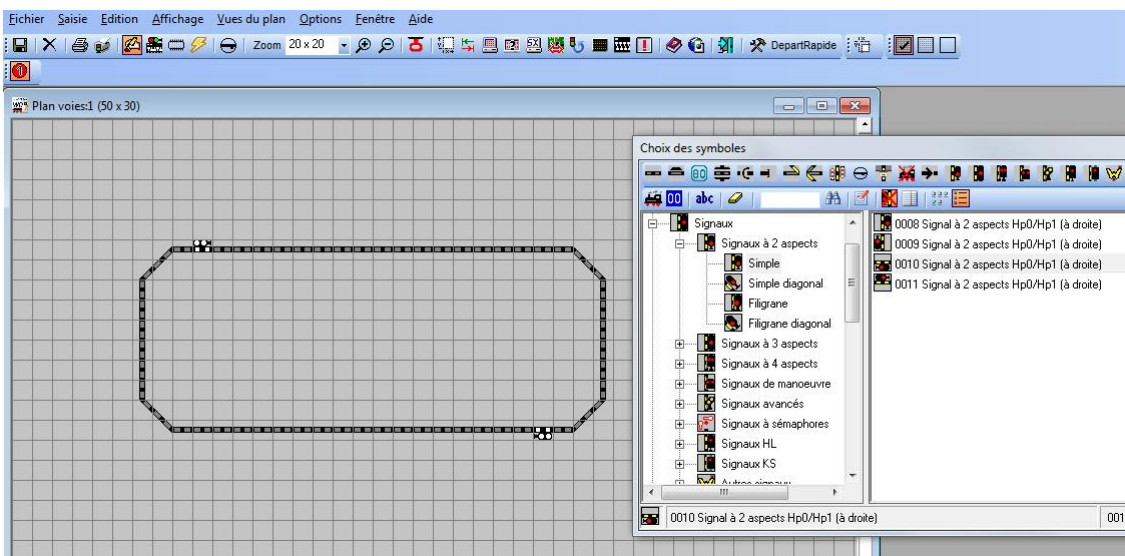 Fichier Saisie Edition Affichage Vues du plan Options Fenêtre Aide
Zoom 20 x 20 DepartRapide
Plan voies:1 (50 x 30)
Choix des symboles
80
00 abc
Signaux
Signaux à 2 aspects
Simple
Simple diagonal
Filigrane
Filigrane diagonal
Signaux à 3 aspects
Signaux à 4 aspects
Signaux de manoeuvre
Signaux avancés
Signaux à sémaphores
Signaux HL
Signaux KS
Autres signaux
0008 Signal à 2 aspects Hp0/Hp1 (à droite)
0009 Signal à 2 aspects Hp0/Hp1 (à droite)
0010 Signal à 2 aspects Hp0/Hp1 (à droite)
0011 Signal à 2 aspects Hp0/Hp1 (à droite)
0010 Signal à 2 aspects Hp0/Hp1 (à droite) 001